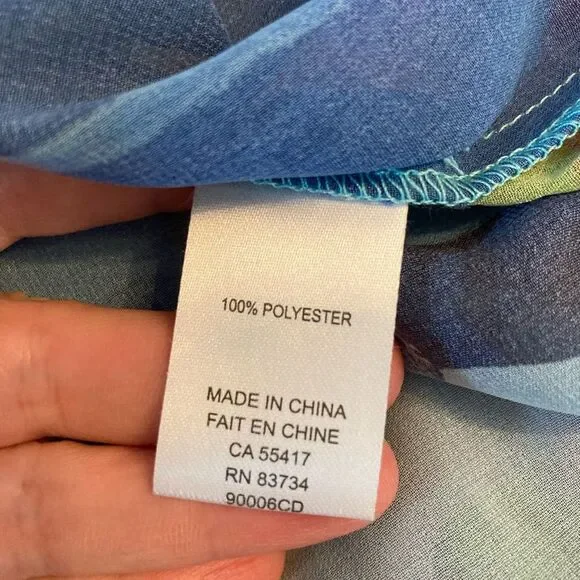 100% POLYESTER
MADE IN CHINA
FAIT EN CHINE
CA 55417
RN 83734
90006CD